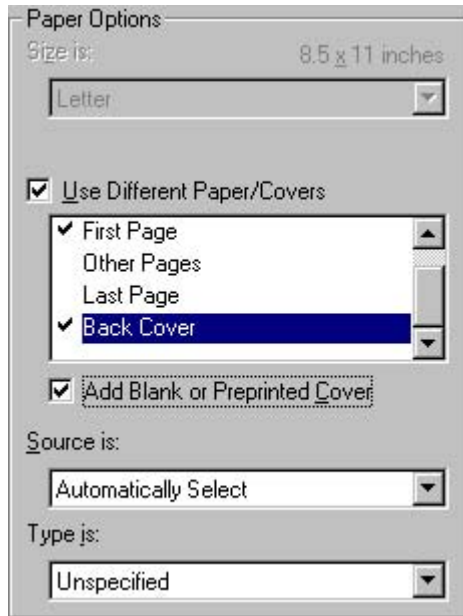 Paper Options
Size is: 8.5 x 11 inches
Letter
Use Different Paper/Covers
First Page
Other Pages
Last Page
Back Cover
Add Blank or Preprinted Cover
Source is:
Automatically Select
Type is:
Unspecified